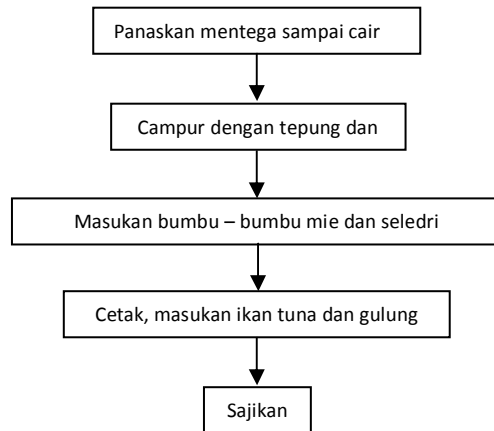 Panaskan mentega sampai cair
Campur dengan tepung dan
Masukan bumbu – bumbu mie dan seledri
Cetak, masukan ikan tuna dan gulung
Sajikan